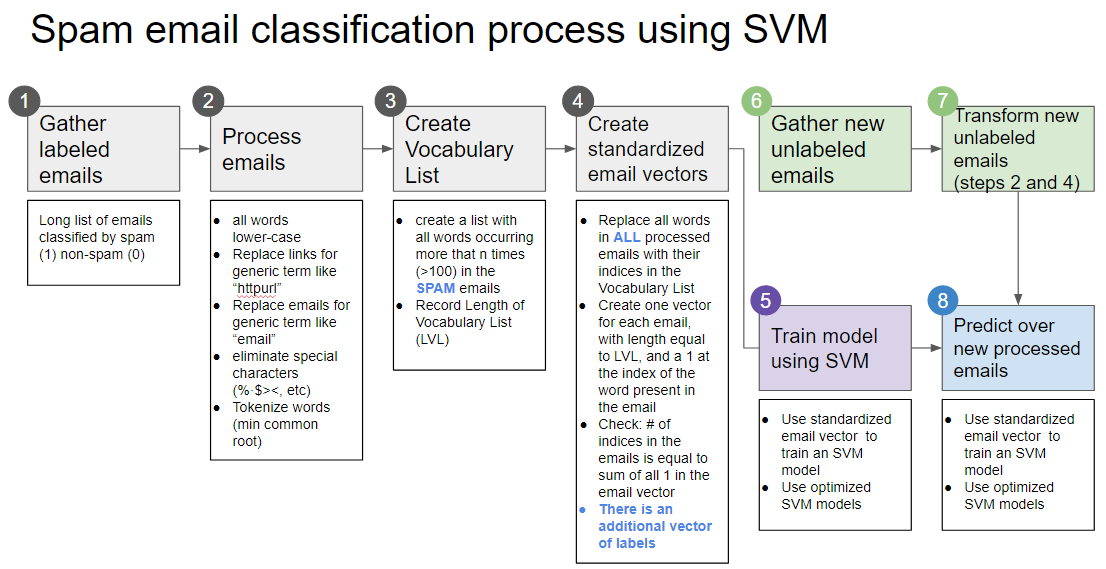 Spam email classification process using SVM
1
Gather
labeled
emails
Long list of emails
classified by spam
(1) non-spam (0)
2
Process
emails
● all words
lower-case
● Replace links for
generic term like
“httpurl”
● Replace emails for
generic term like
“email”
● eliminate special
characters
(%·$><, etc)
● Tokenize words
(min common
root)
3
Create
Vocabulary
List
● create a list with
all words occurring
more that n times
(>100) in the
SPAM emails
● Record Length of
Vocabulary List
(LVL)
4
Create
standardized
email vectors
● Replace all words
in ALL processed
emails with their
indices in the
Vocabulary List
● Create one vector
for each email,
with length equal
to LVL, and a 1 at
the index of the
word present in
the email
● Check: # of
indices in the
emails is equal to
sum of all 1 in the
email vector
● There is an
additional vector
of labels
5
Train model
using SVM
● Use standardized
email vector to
train an SVM
model
● Use optimized
SVM models
6
Gather new
unlabeled
emails
7
Transform new
unlabeled
emails
(steps 2 and 4)
8
Predict over
new processed
emails
● Use standardized
email vector to
train an SVM
model
● Use optimized
SVM models